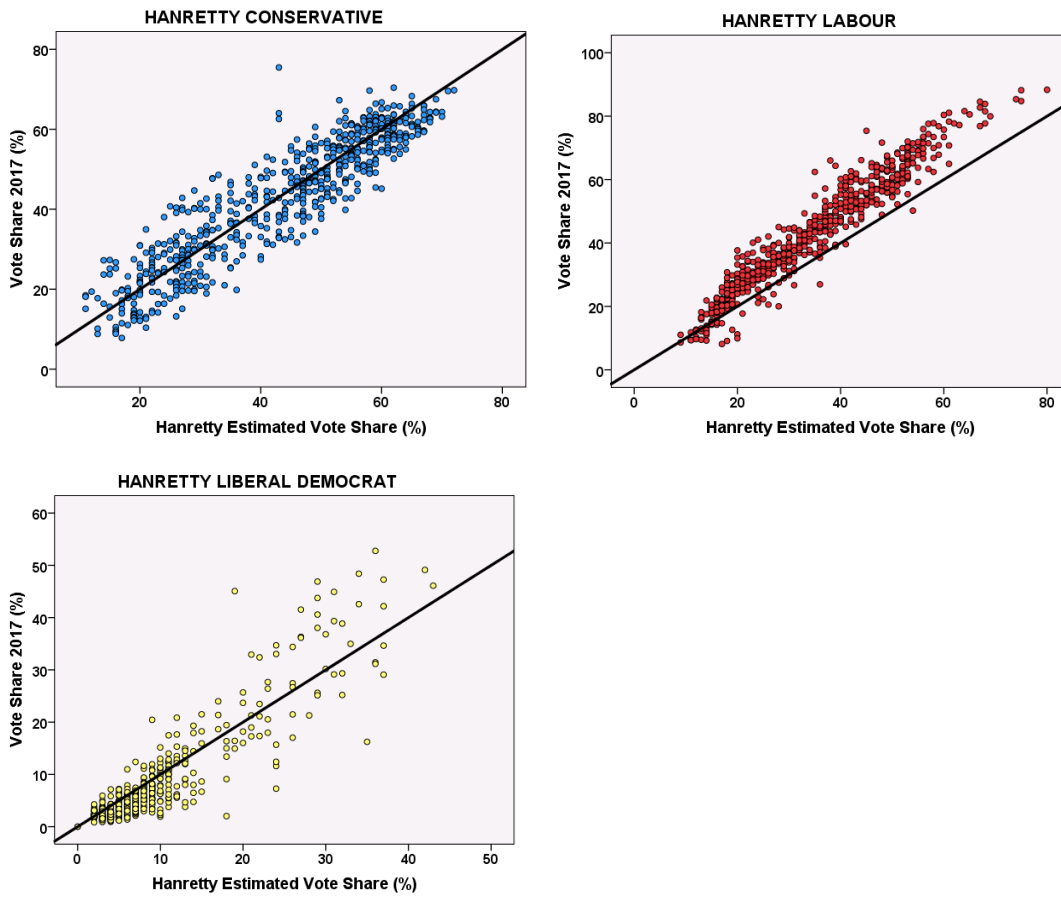 HANRETTY CONSERVATIVE
Vote Share 2017 (%)
80
60
40
20
0
20 40 60 80
Hanretty Estimated Vote Share (%)
HANRETTY LABOUR
Vote Share 2017 (%)
100
80
60
40
20
0
0 20 40 60 80
Hanretty Estimated Vote Share (%)
HANRETTY LIBERAL DEMOCRAT
Vote Share 2017 (%)
60
50
40
30
20
10
0
0 10 20 30 40 50
Hanretty Estimated Vote Share (%)